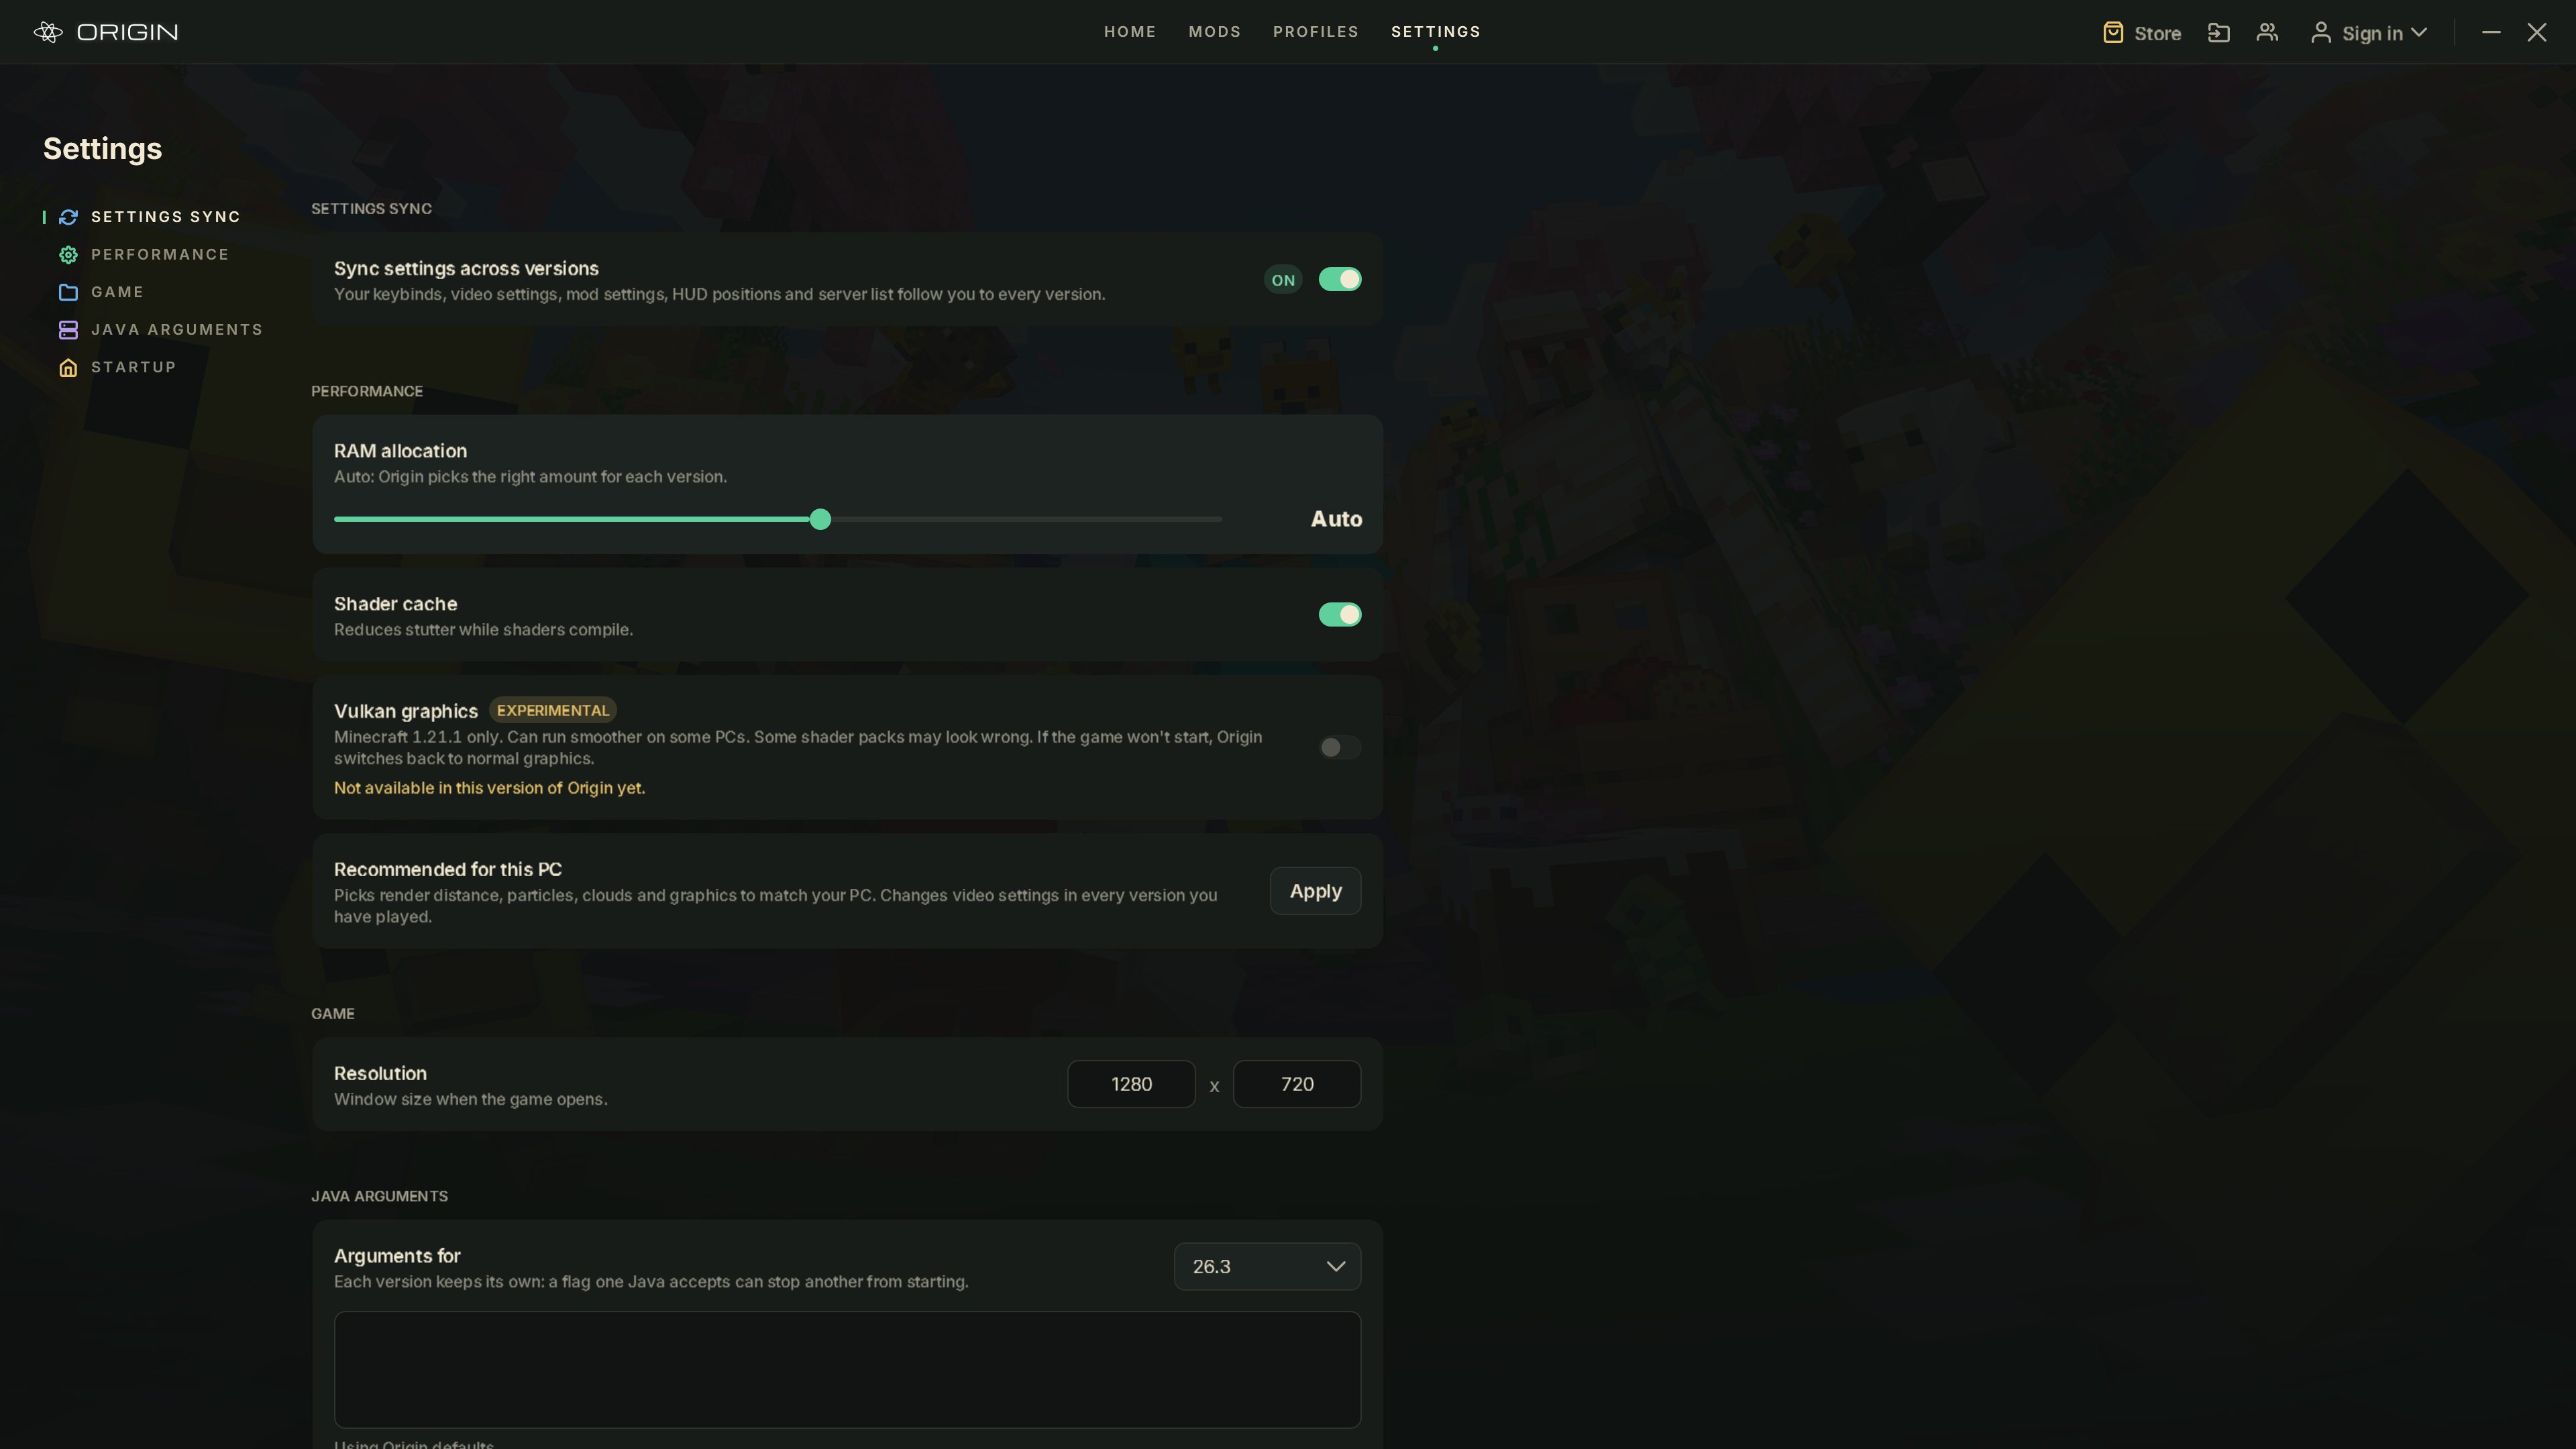 ORIGIN
HOME
MODS
PROFILES
SETTINGS
Store
Sign in
Settings
SETTINGS SYNC
PERFORMANCE
GAME
JAVA ARGUMENTS
STARTUP
SETTINGS SYNC
Sync settings across versions
Your keybinds, video settings, mod settings, HUD positions and server list follow you to every version.
ON
PERFORMANCE
RAM allocation
Auto: Origin picks the right amount for each version.
Auto
Shader cache
Reduces stutter while shaders compile.
Vulkan graphics EXPERIMENTAL
Minecraft 1.21.1 only. Can run smoother on some PCs. Some shader packs may look wrong. If the game won't start, Origin
switches back to normal graphics.
Not available in this version of Origin yet.
Recommended for this PC
Picks render distance, particles, clouds and graphics to match your PC. Changes video settings in every version you
have played.
Apply
GAME
Resolution
Window size when the game opens.
1280 x 720
JAVA ARGUMENTS
Arguments for
Each version keeps its own: a flag one Java accepts can stop another from starting.
26.3
Using Origin defaults